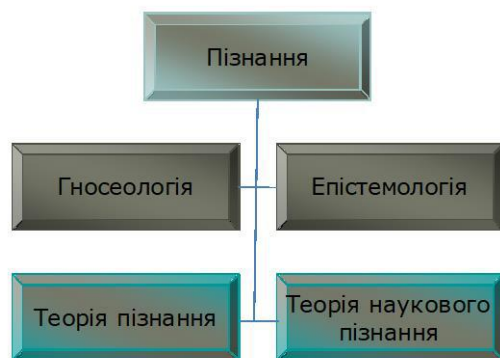 Пізнання
Гносеологія
Епістемологія
Теорія пізнання
Теорія наукового
пізнання